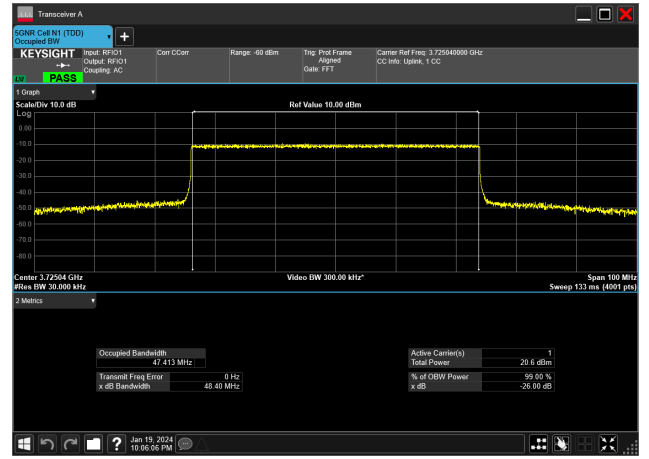 Transceiver A
5GNR Cell N1 (TDD)
Occupied BW
KEYSIGHT
LXI
PASS
Input: RFIO1
Output: RFIO1
Coupling: AC
Corr CCorr
Range: -60 dBm
Trig: Prot Frame
Aligned
Gate: FFT
Carrier Ref Freq: 3.725040000 GHz
CC Info: Uplink, 1 CC
1 Graph
Scale/Div 10.0 dB
Ref Value 10.00 dBm
Log
0.00
-10.0
-20.0
-30.0
-40.0
-50.0
-60.0
-70.0
-80.0
Center 3.72504 GHz
Video BW 300.00 kHz*
Span 100 MHz
#Res BW 30.000 kHz
Sweep 133 ms (4001 pts)
2 Metrics
Occupied Bandwidth
47.413 MHz
Transmit Freq Error 0 Hz
x dB Bandwidth 48.40 MHz
Active Carrier(s) 1
Total Power 20.6 dBm
% of OBW Power 99.00 %
x dB -26.00 dB
Jan 19, 2024
10:06:06 PM